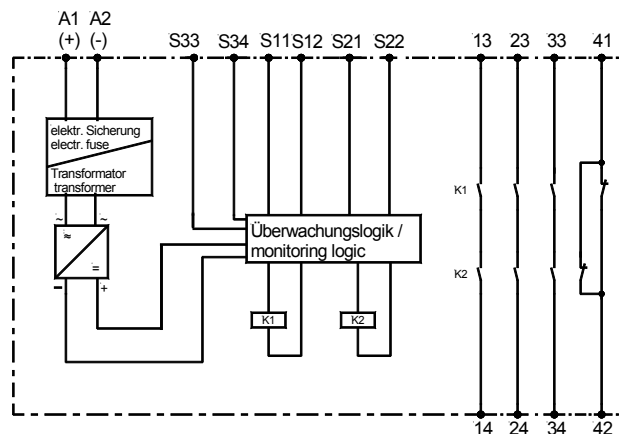 A1 A2
(+) (-)
S33 S34 S11 S12 S21 S22 13 23 33 41
elektr. Sicherung
electr. fuse
Transformator
transformer
~ ~
≈
=
- +
Überwachungslogik /
monitoring logic
K1 K2
K1
K2
14 24 34 42